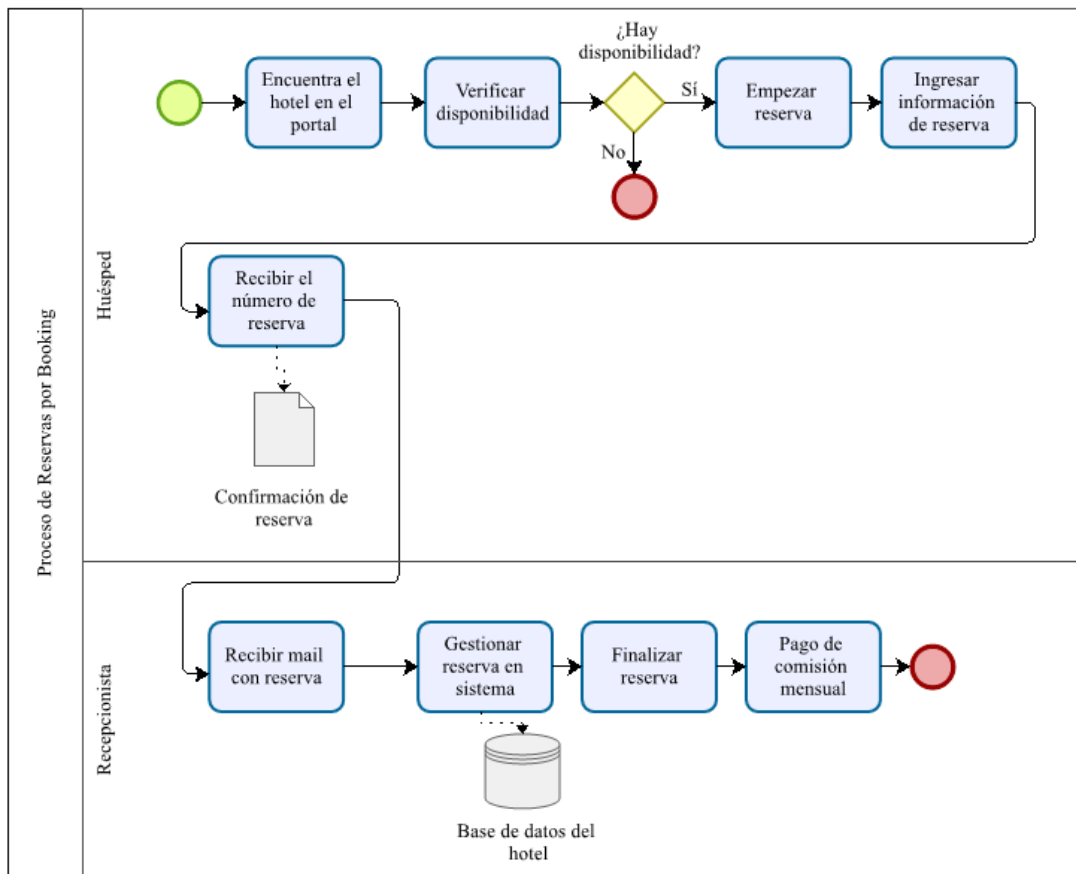 Proceso de Reservas por Booking
Huésped
¿Hay
disponibilidad?
Encuentra el
hotel en el
portal
Verificar
disponibilidad
Sí
No
Empezar
reserva
Ingresar
información
de reserva
Recibir el
número de
reserva
Confirmación de
reserva
Recepcionista
Recibir mail
con reserva
Gestionar
reserva en
sistema
Finalizar
reserva
Pago de
comisión
mensual
Base de datos del
hotel